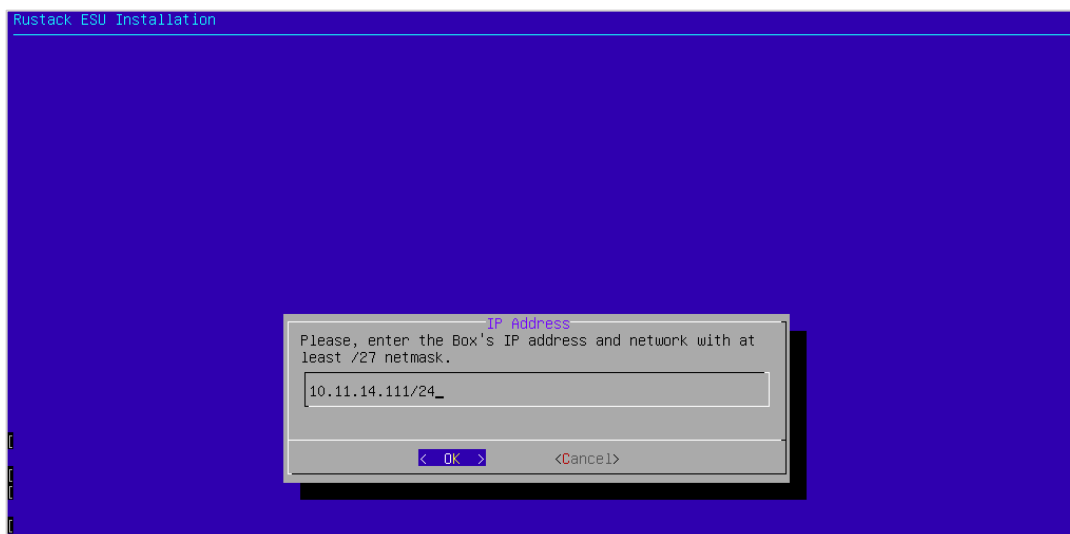 Rustack ESU Installation
IP Address
Please, enter the Box's IP address and network with at
least /27 netmask.
10.11.14.111/24_
< OK > <Cancel>
[
[
[
[